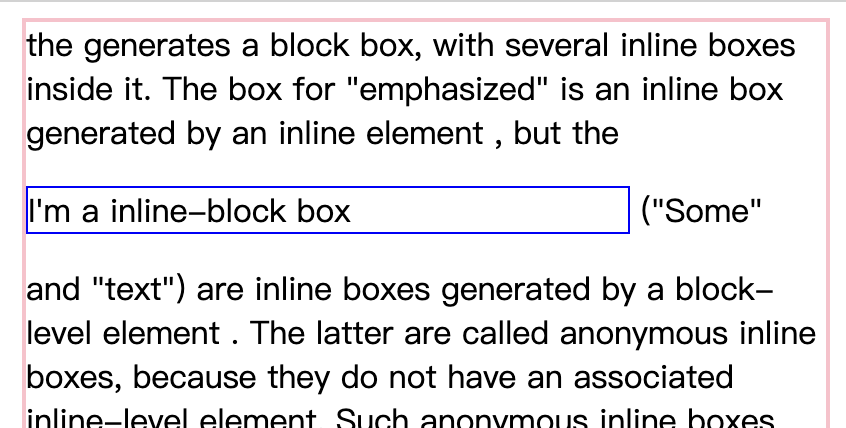 the generates a block box, with several inline boxes
inside it. The box for "emphasized" is an inline box
generated by an inline element , but the
I'm a inline–block box ("Some"
and "text") are inline boxes generated by a block–
level element . The latter are called anonymous inline
boxes, because they do not have an associated
inline–level element. Such anonymous inline boxes